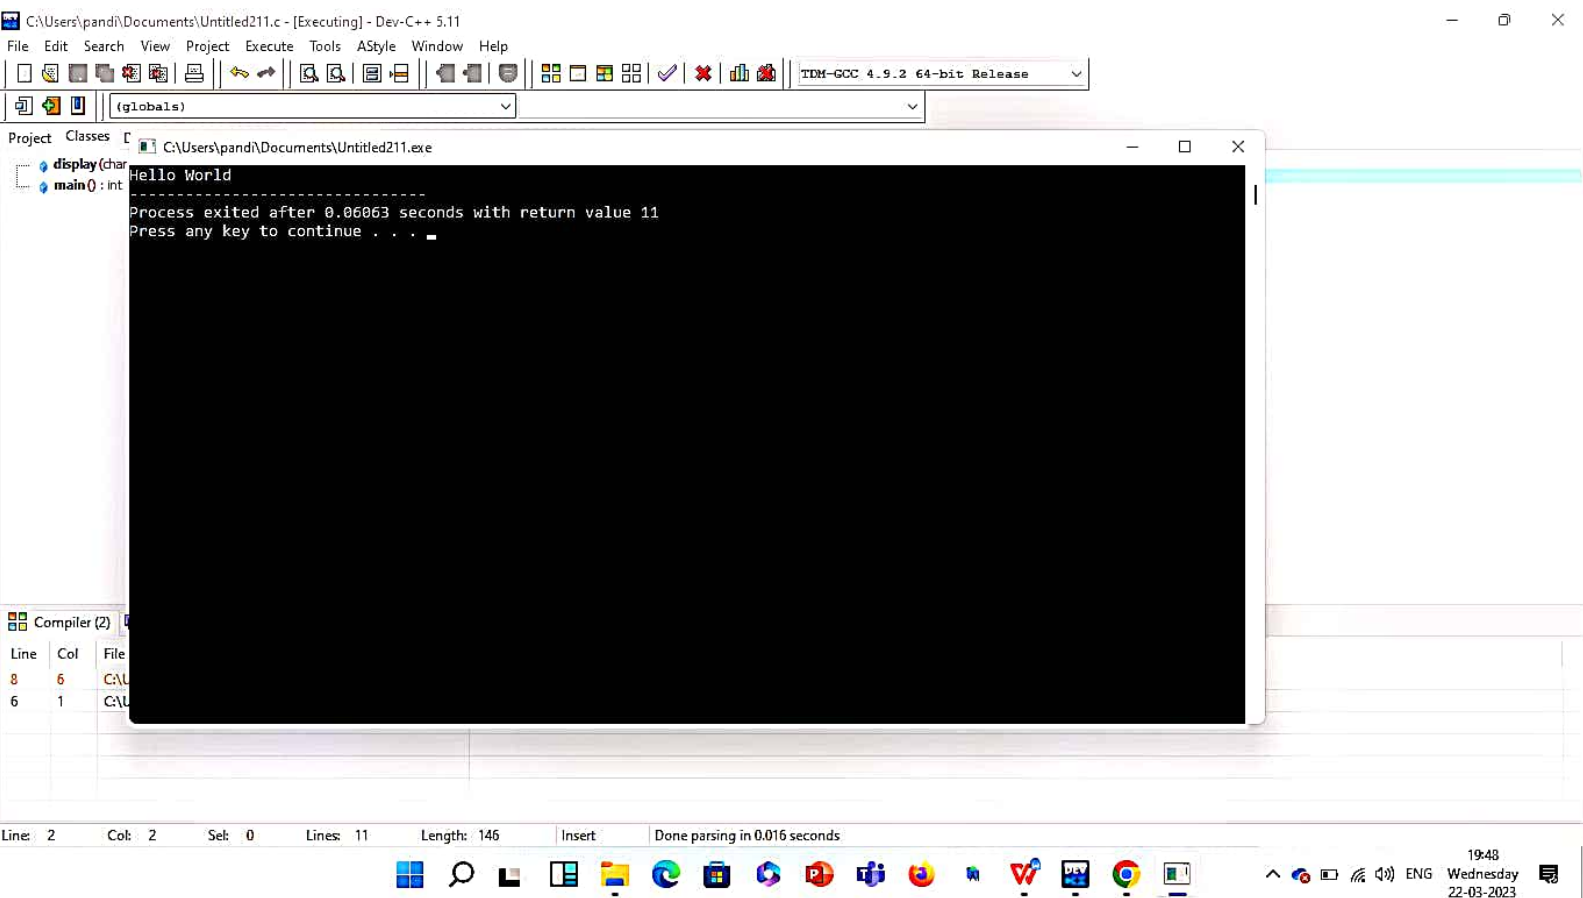 C:\Users\pandi\Documents\Untitled211.c - [Executing] - Dev-C++ 5.11
File Edit Search View Project Execute Tools AStyle Window Help
TDM-GCC 4.9.2 64-bit Release
(globals)
Project Classes
C:\Users\pandi\Documents\Untitled211.exe
display (char
main () : int
Hello World
--------------------------------
Process exited after 0.06063 seconds with return value 11
Press any key to continue . . .
Compiler (2)
Line Col File
8 6 C:\U
6 1 C:\U
Line: 2 Col: 2 Sel: 0 Lines: 11 Length: 146 Insert Done parsing in 0.016 seconds
ENG
19:48
Wednesday
22-03-2023